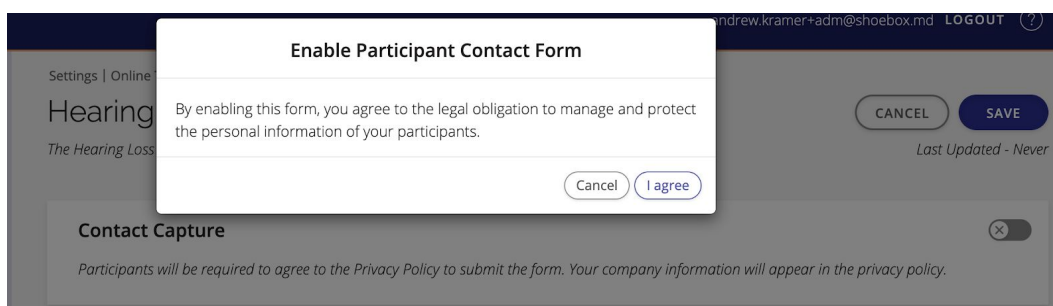 andrew.kramer+adm@shoebox.md LOGOUT ?
Enable Participant Contact Form
Settings | Online
By enabling this form, you agree to the legal obligation to manage and protect
the personal information of your participants.
Hearing
CANCEL SAVE
The Hearing Loss
Last Updated - Never
Cancel I agree
Contact Capture
Participants will be required to agree to the Privacy Policy to submit the form. Your company information will appear in the privacy policy.